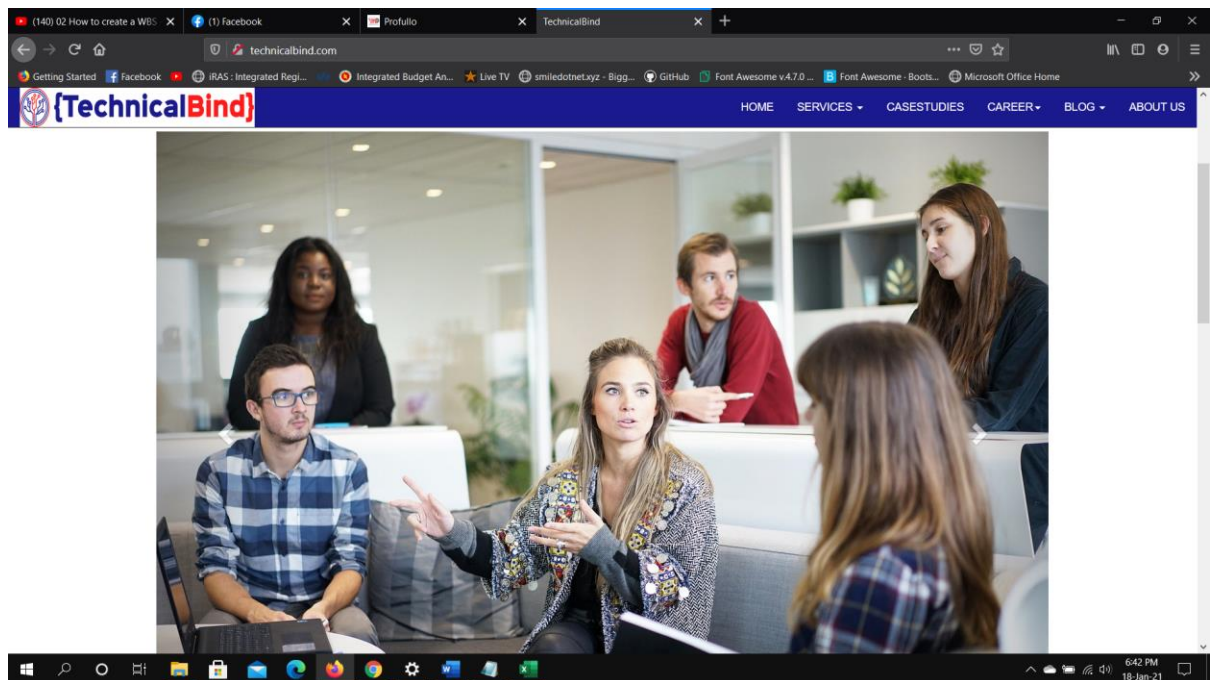 (140) 02 How to create a WBS
(1) Facebook
Profullo
TechnicalBind
technicalbind.com
Getting Started
Facebook
iRAS : Integrated Regi...
Integrated Budget An...
Live TV
smiledotnet.xyz - Bigg...
GitHub
Font Awesome v.4.7.0 ...
Font Awesome · Boots...
Microsoft Office Home
{TechnicalBind}
HOME
SERVICES
CASESTUDIES
CAREER
BLOG
ABOUT US
6:42 PM
18-Jan-21